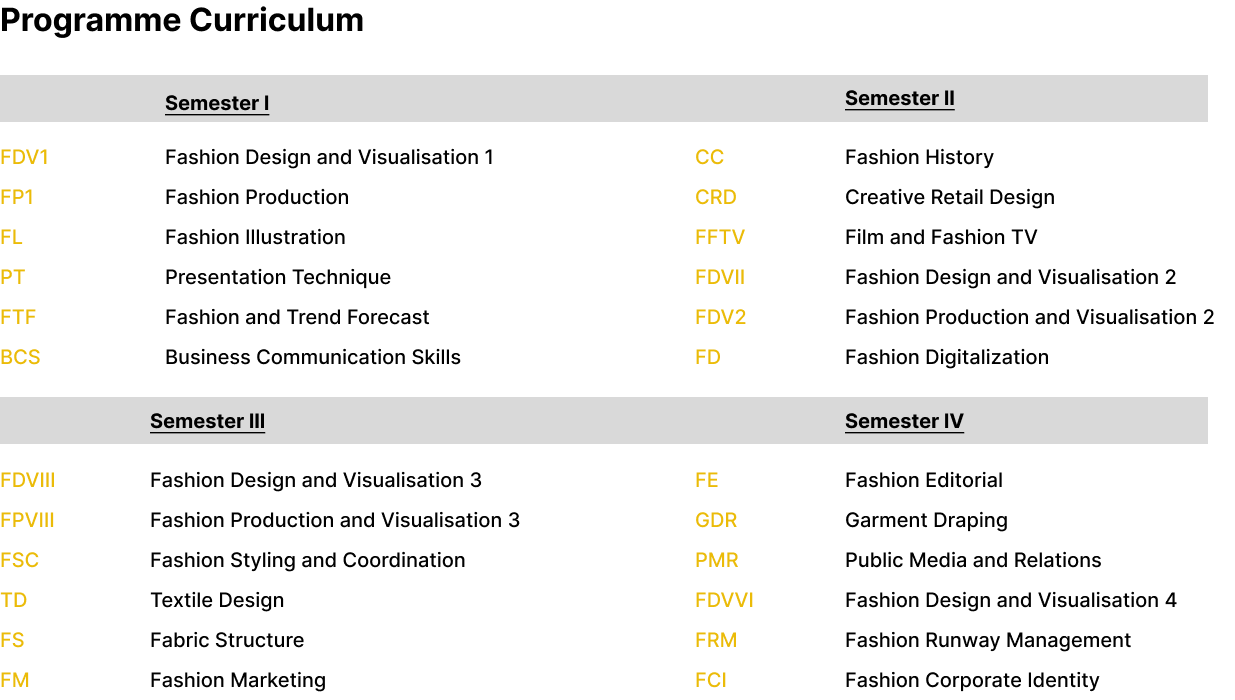 Programme Curriculum
Semester I
FDV1 Fashion Design and Visualisation 1
FP1 Fashion Production
FL Fashion Illustration
PT Presentation Technique
FTF Fashion and Trend Forecast
BCS Business Communication Skills
Semester II
CC Fashion History
CRD Creative Retail Design
FFTV Film and Fashion TV
FDVII Fashion Design and Visualisation 2
FDV2 Fashion Production and Visualisation 2
FD Fashion Digitalization
Semester III
FDVIII Fashion Design and Visualisation 3
FPVIII Fashion Production and Visualisation 3
FSC Fashion Styling and Coordination
TD Textile Design
FS Fabric Structure
FM Fashion Marketing
Semester IV
FE Fashion Editorial
GDR Garment Draping
PMR Public Media and Relations
FDVVI Fashion Design and Visualisation 4
FRM Fashion Runway Management
FCI Fashion Corporate Identity